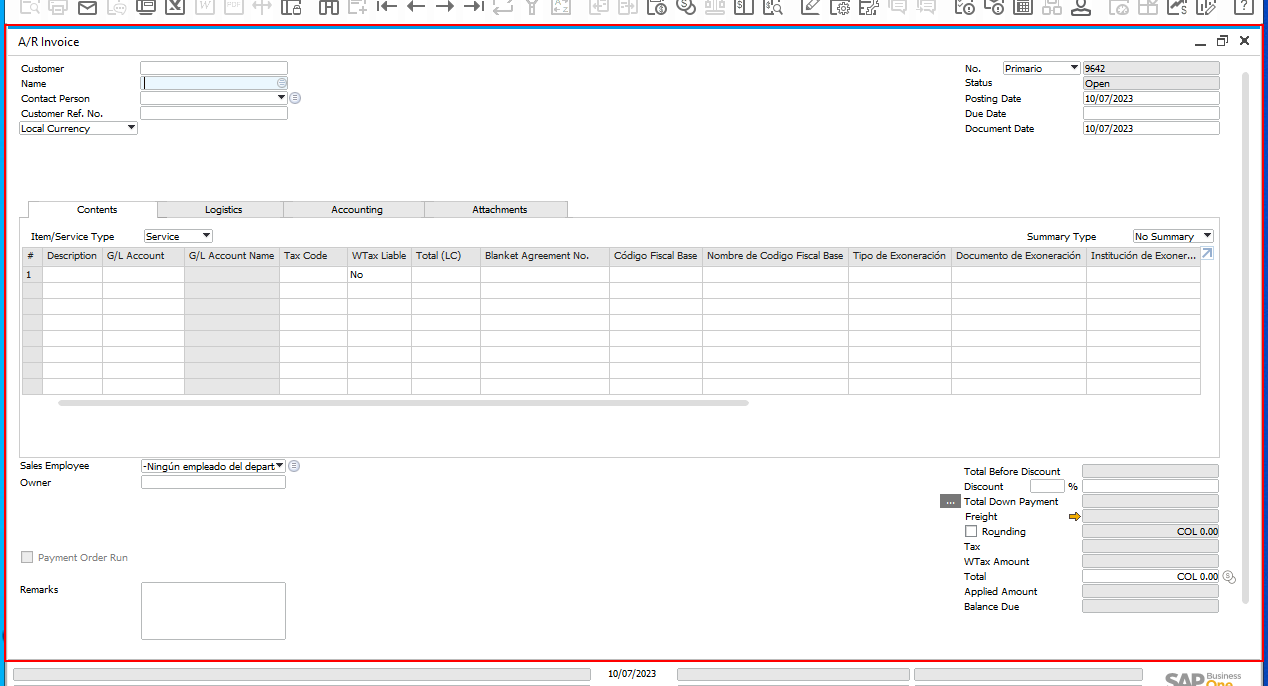 A/R Invoice
Customer
Name
Contact Person
Customer Ref. No.
Local Currency
No. Primario 9642
Status Open
Posting Date 10/07/2023
Due Date
Document Date 10/07/2023
Contents Logistics Accounting Attachments
Item/Service Type Service Summary Type No Summary
# Description G/L Account G/L Account Name Tax Code WTax Liable Total (LC) Blanket Agreement No. Código Fiscal Base Nombre de Codigo Fiscal Base Tipo de Exoneración Documento de Exoneración Institución de Exoner...
1 No
Sales Employee -Ningún empleado del depart
Owner
Payment Order Run
Remarks
Total Before Discount
Discount %
... Total Down Payment
Freight
Rounding COL 0.00
Tax
WTax Amount
Total COL 0.00
Applied Amount
Balance Due
10/07/2023
SAP Business
One